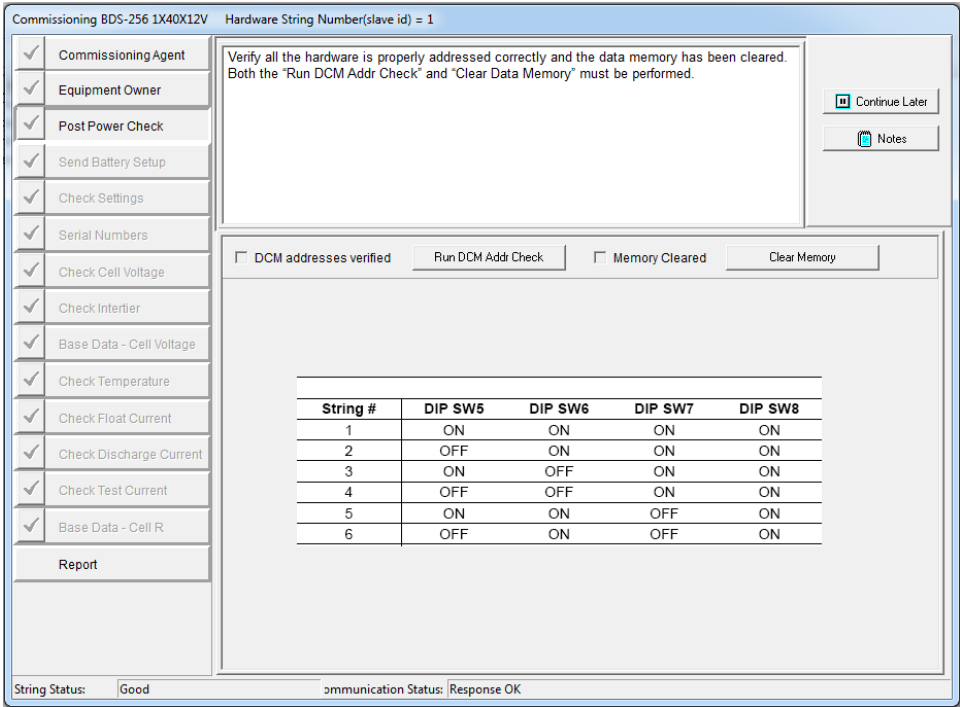 Commissioning BDS-256 1X40X12V Hardware String Number(slave id) = 1
Commissioning Agent
Equipment Owner
Post Power Check
Send Battery Setup
Check Settings
Serial Numbers
Check Cell Voltage
Check Intertier
Base Data - Cell Voltage
Check Temperature
Check Float Current
Check Discharge Current
Check Test Current
Base Data - Cell R
Report
Verify all the hardware is properly addressed correctly and the data memory has been cleared.
Both the “Run DCM Addr Check” and “Clear Data Memory” must be performed.
Continue Later
Notes
DCM addresses verified Run DCM Addr Check Memory Cleared Clear Memory
String # DIP SW5 DIP SW6 DIP SW7 DIP SW8
1 ON ON ON ON
2 OFF ON ON ON
3 ON OFF ON ON
4 OFF OFF ON ON
5 ON ON OFF ON
6 OFF ON OFF ON
String Status: Good ommunication Status: Response OK